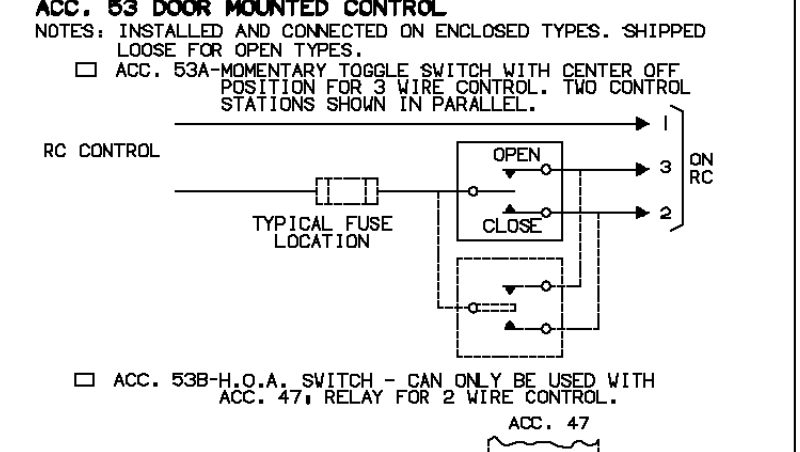 ACC. 53 DOOR MOUNTED CONTROL
NOTES: INSTALLED AND CONNECTED ON ENCLOSED TYPES. SHIPPED
LOOSE FOR OPEN TYPES.
ACC. 53A-MOMENTARY TOGGLE SWITCH WITH CENTER OFF
POSITION FOR 3 WIRE CONTROL. TWO CONTROL
STATIONS SHOWN IN PARALLEL.
1
RC CONTROL
OPEN
3
ON
RC
2
TYPICAL FUSE
LOCATION
CLOSE
ACC. 53B-H.O.A. SWITCH - CAN ONLY BE USED WITH
ACC. 47, RELAY FOR 2 WIRE CONTROL.
ACC. 47